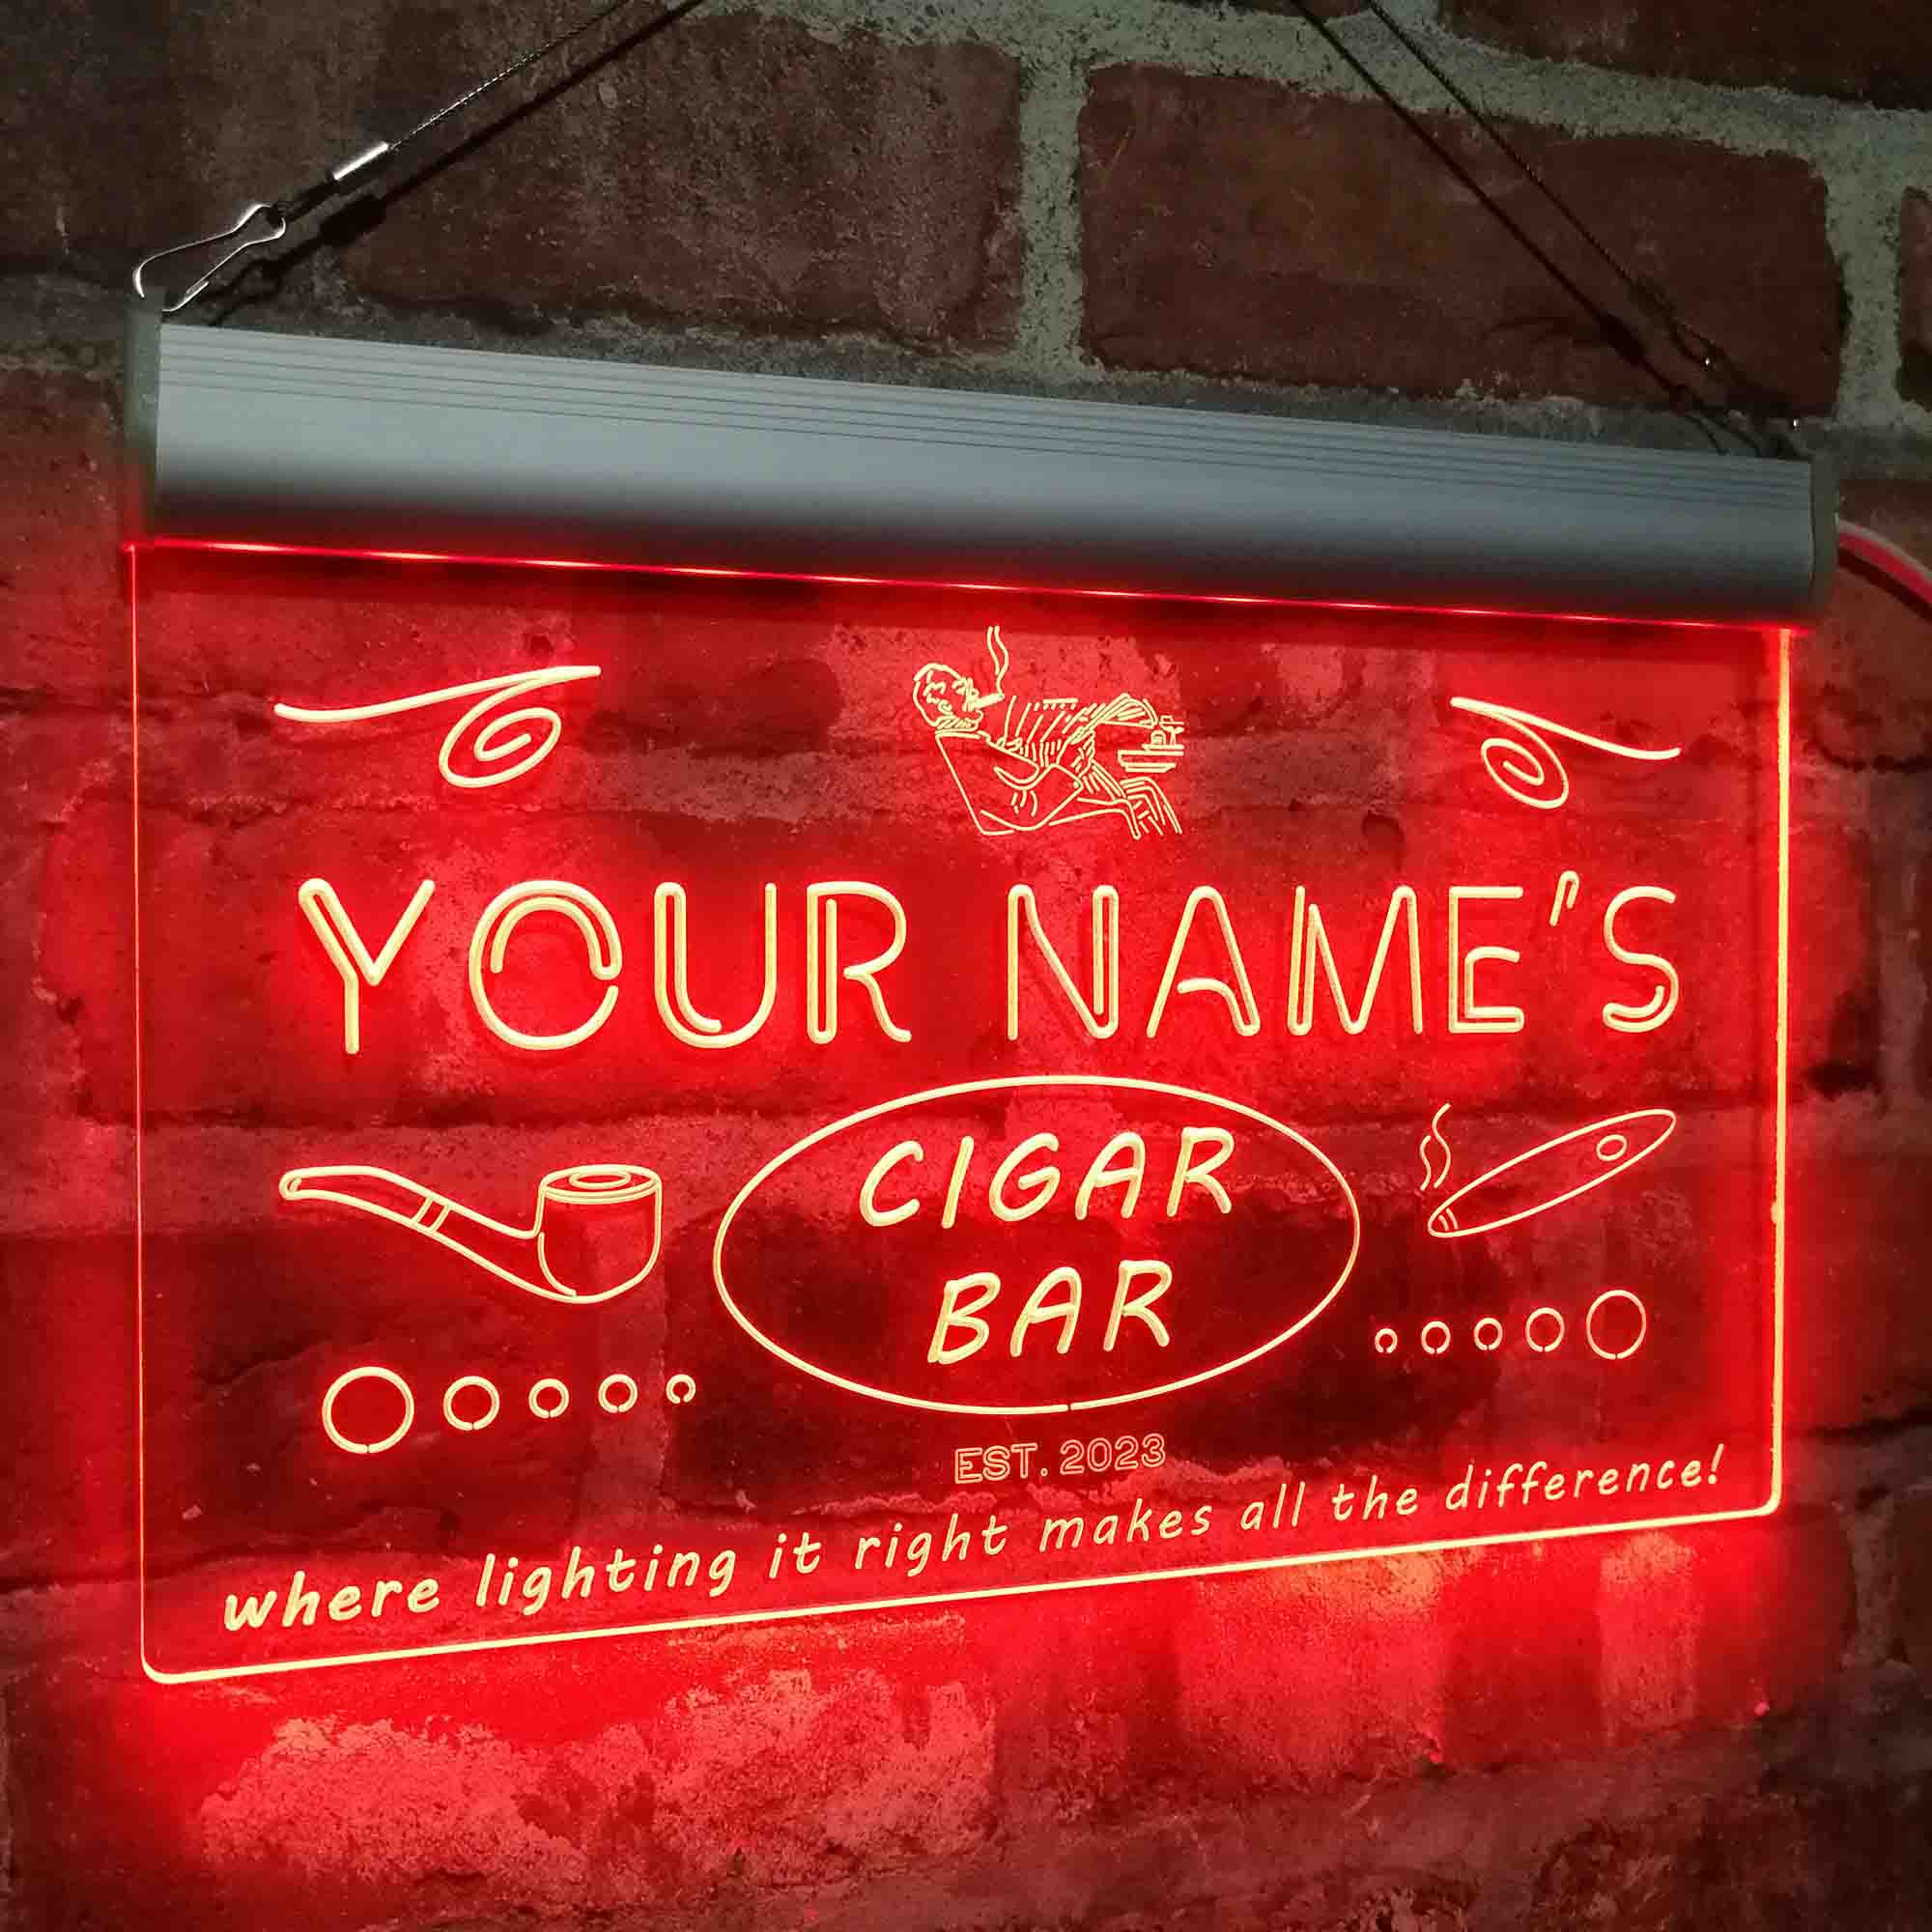 YOUR NAME'S
CIGAR
BAR
EST. 2023
where lighting it right makes all the difference!